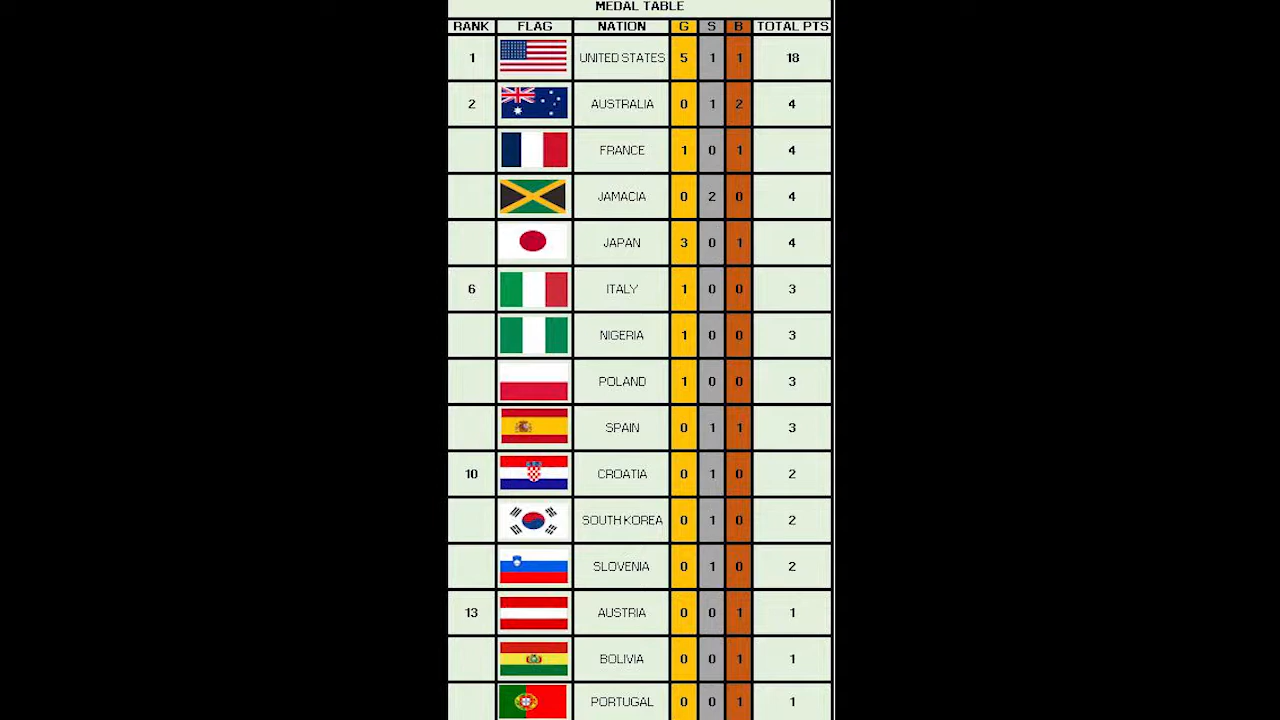 MEDAL TABLE
RANK FLAG NATION G S B TOTAL PTS
1 UNITED STATES 5 1 1 18
2 AUSTRALIA 0 1 2 4
FRANCE 1 0 1 4
JAMACIA 0 2 0 4
JAPAN 3 0 1 4
6 ITALY 1 0 0 3
NIGERIA 1 0 0 3
POLAND 1 0 0 3
SPAIN 0 1 1 3
10 CROATIA 0 1 0 2
SOUTH KOREA 0 1 0 2
SLOVENIA 0 1 0 2
13 AUSTRIA 0 0 1 1
BOLIVIA 0 0 1 1
PORTUGAL 0 0 1 1